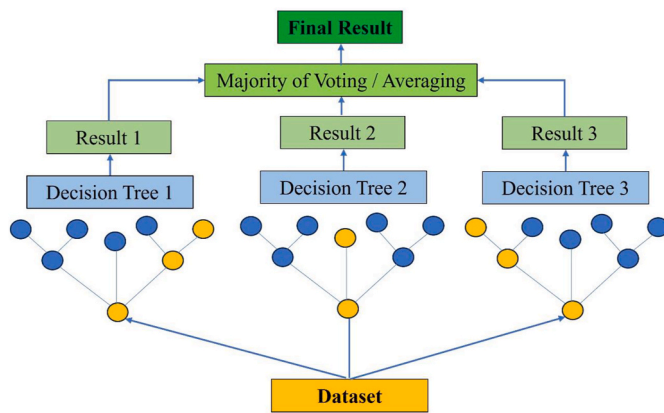 Final Result
Majority of Voting / Averaging
Result 1
Result 2
Result 3
Decision Tree 1
Decision Tree 2
Decision Tree 3
Dataset